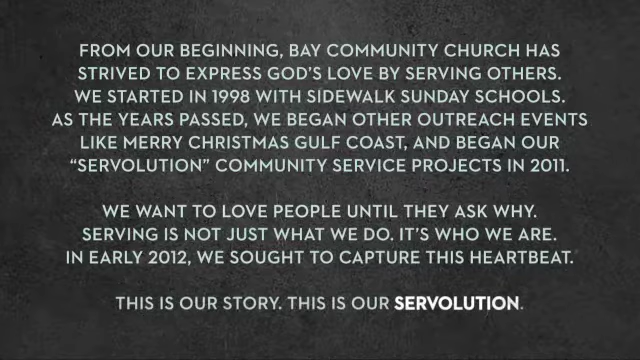 FROM OUR BEGINNING, BAY COMMUNITY CHURCH HAS
STRIVED TO EXPRESS GOD'S LOVE BY SERVING OTHERS.
WE STARTED IN 1998 WITH SIDEWALK SUNDAY SCHOOLS.
AS THE YEARS PASSED, WE BEGAN OTHER OUTREACH EVENTS
LIKE MERRY CHRISTMAS GULF COAST, AND BEGAN OUR
“SERVOLUTION” COMMUNITY SERVICE PROJECTS IN 2011.
WE WANT TO LOVE PEOPLE UNTIL THEY ASK WHY.
SERVING IS NOT JUST WHAT WE DO. IT'S WHO WE ARE.
IN EARLY 2012, WE SOUGHT TO CAPTURE THIS HEARTBEAT.
THIS IS OUR STORY. THIS IS OUR SERVOLUTION.